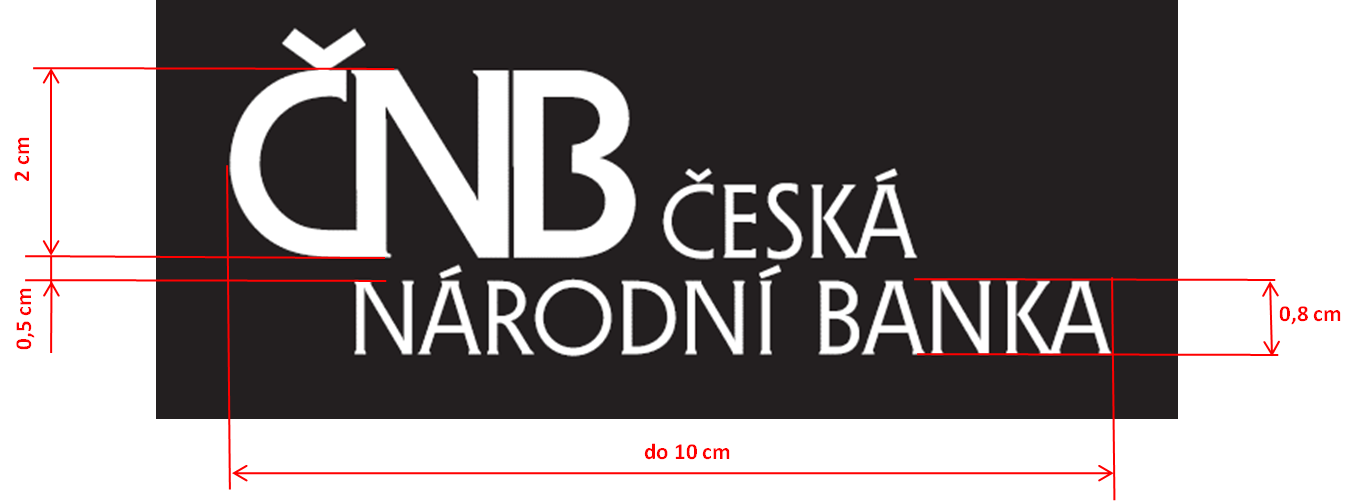 ČNB ČESKÁ
NÁRODNÍ BANKA
2 cm
0,5 cm
0,8 cm
do 10 cm